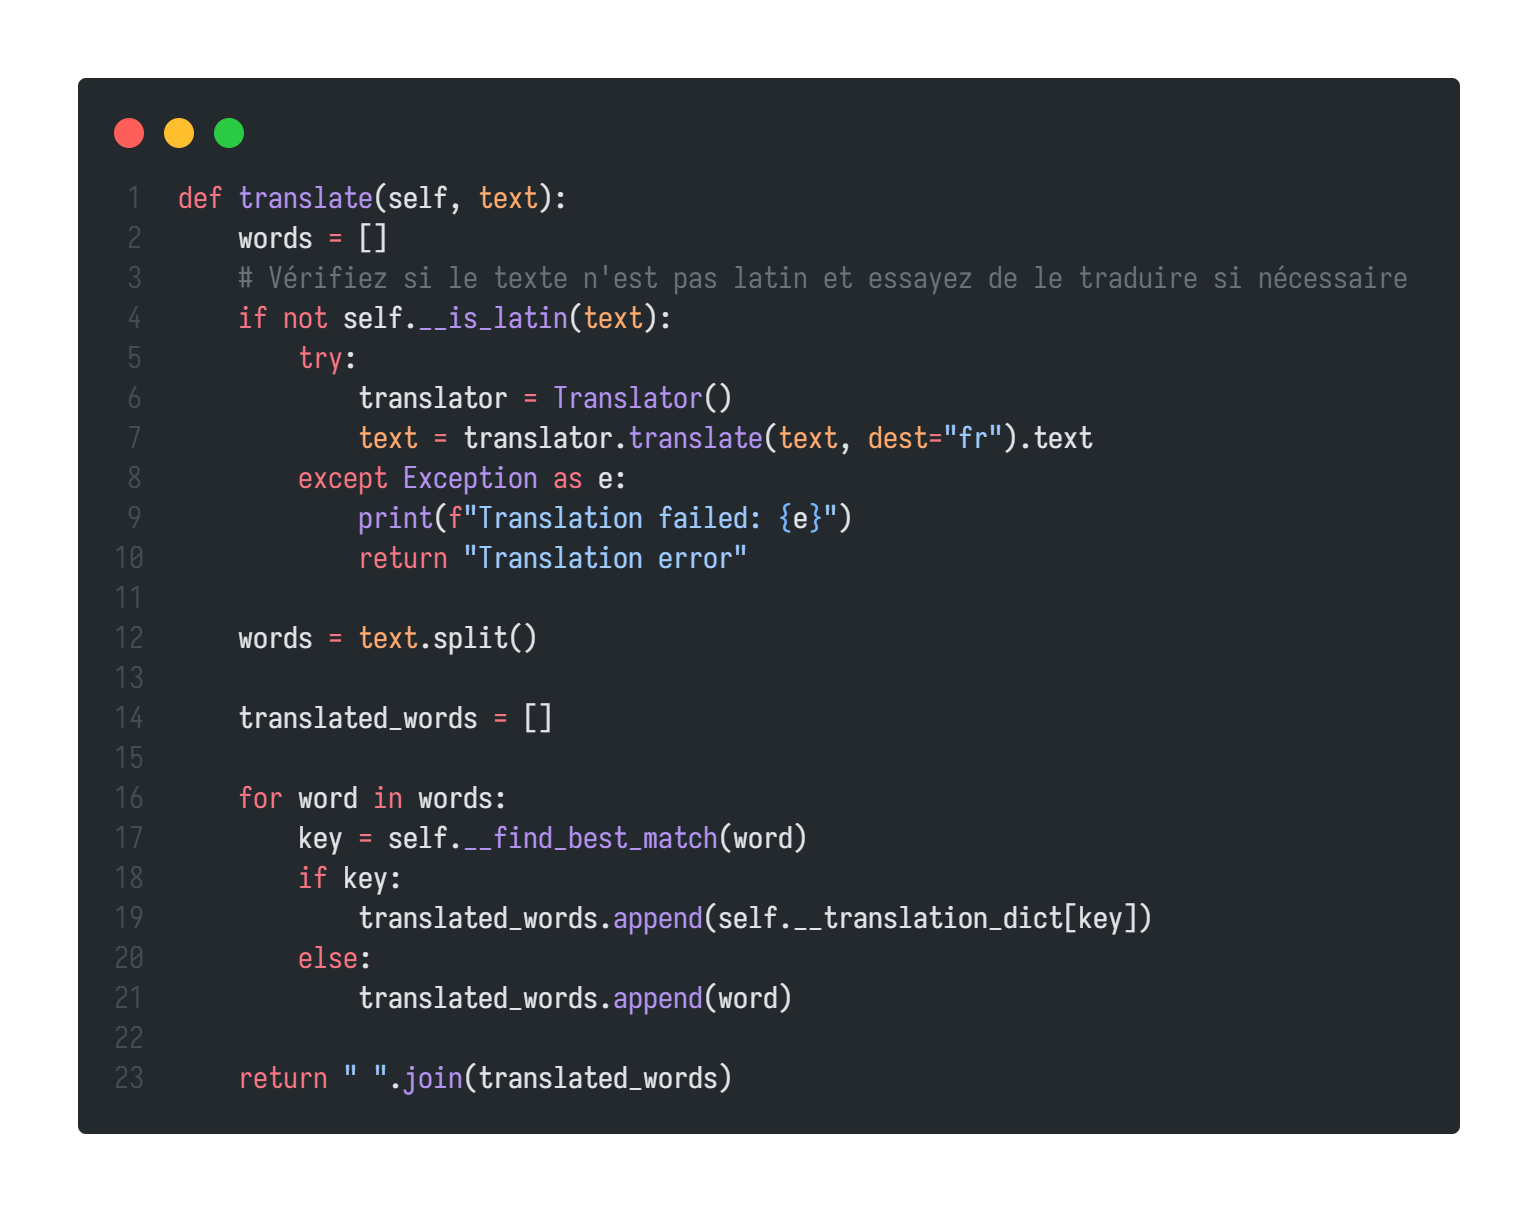 1 def translate(self, text):
2     words = []
3     # Vérifiez si le texte n'est pas latin et essayez de le traduire si nécessaire
4     if not self.__is_latin(text):
5         try:
6             translator = Translator()
7             text = translator.translate(text, dest="fr").text
8         except Exception as e:
9             print(f"Translation failed: {e}")
10             return "Translation error"
11
12     words = text.split()
13
14     translated_words = []
15
16     for word in words:
17         key = self.__find_best_match(word)
18         if key:
19             translated_words.append(self.__translation_dict[key])
20         else:
21             translated_words.append(word)
22
23     return " ".join(translated_words)